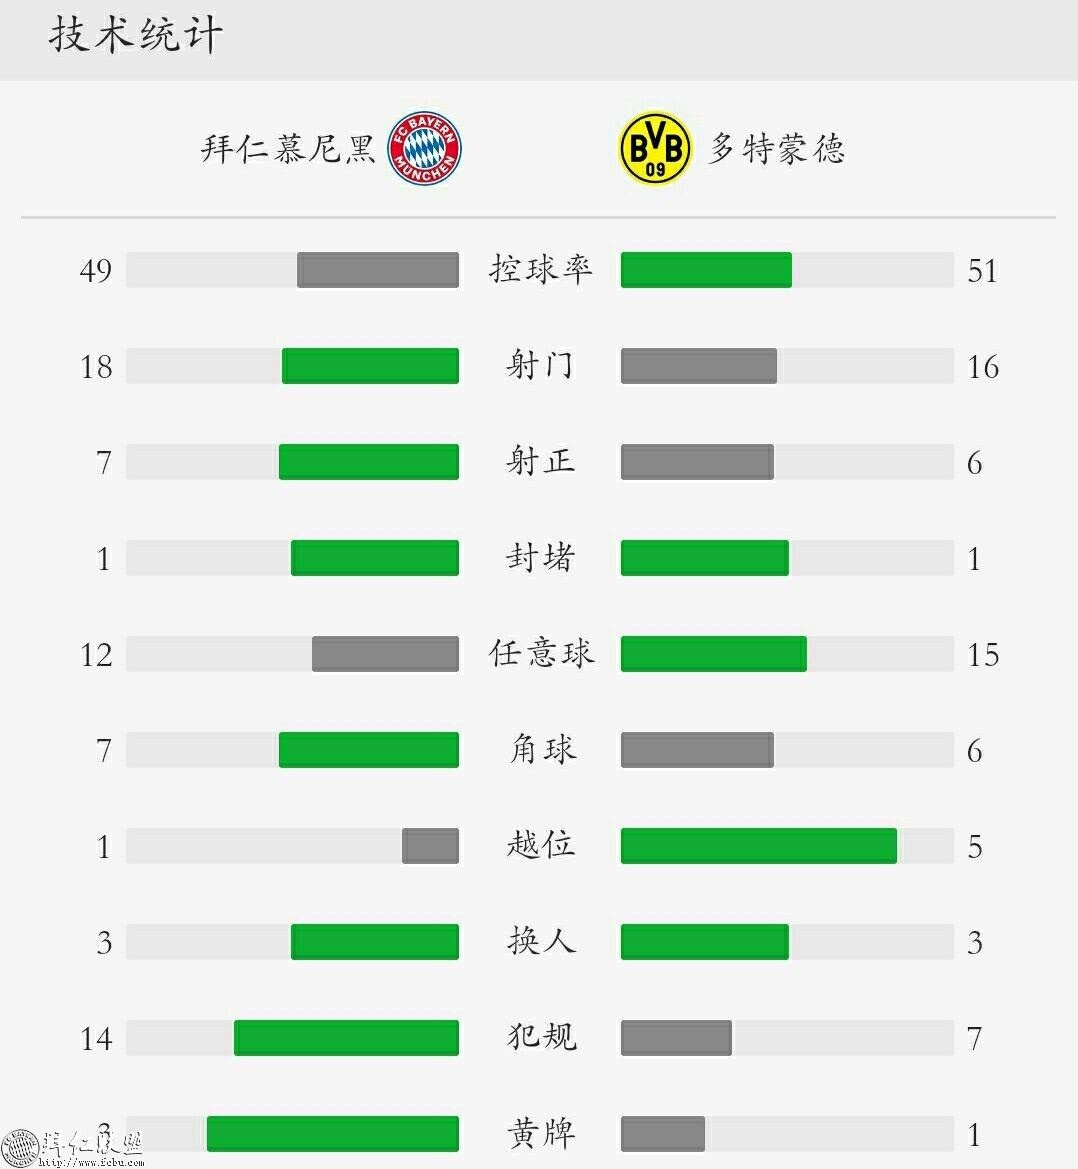 技术统计
拜仁慕尼黑 FC BAYERN MÜNCHEN BVB 09 多特蒙德
49 控球率 51
18 射门 16
7 射正 6
1 封堵 1
12 任意球 15
7 角球 6
1 越位 5
3 换人 3
14 犯规 7
3 黄牌 1
拜仁联盟
http://www.fcbu.com